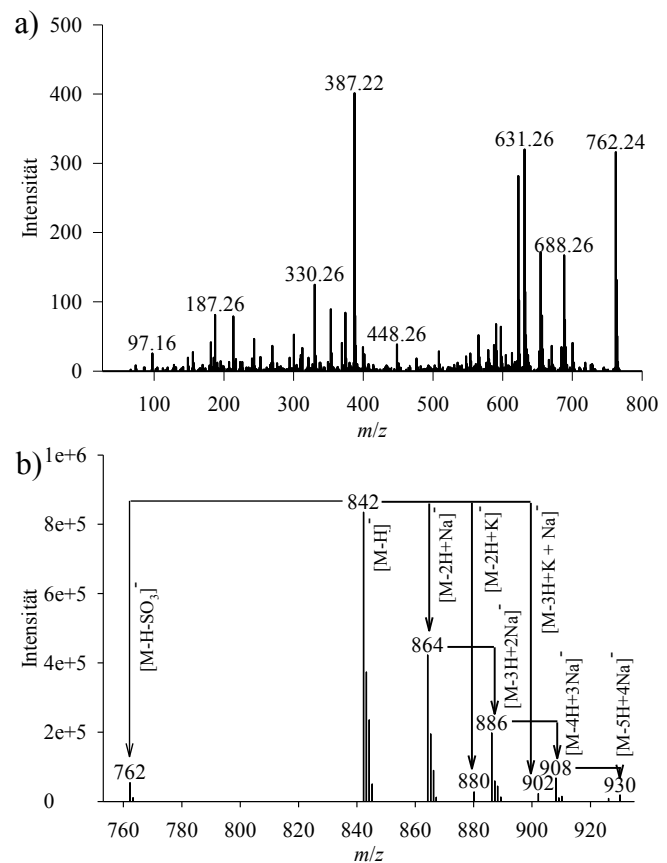 a)
500
400
300
200
100
0
Intensität
387.22
631.26
762.24
688.26
330.26
187.26
97.16
448.26
100 200 300 400 500 600 700 800
m/z
b)
1e+6
8e+5
6e+5
4e+5
2e+5
0
Intensität
842
864
886
762
880
902
908
930
[M-H-SO₃]⁻
[M-H]⁻
[M-2H+Na]⁻
[M-2H+K]⁻
[M-3H+2Na]⁻
[M-3H+K + Na]⁻
[M-4H+3Na]⁻
[M-5H+4Na]⁻
760 780 800 820 840 860 880 900 920
m/z